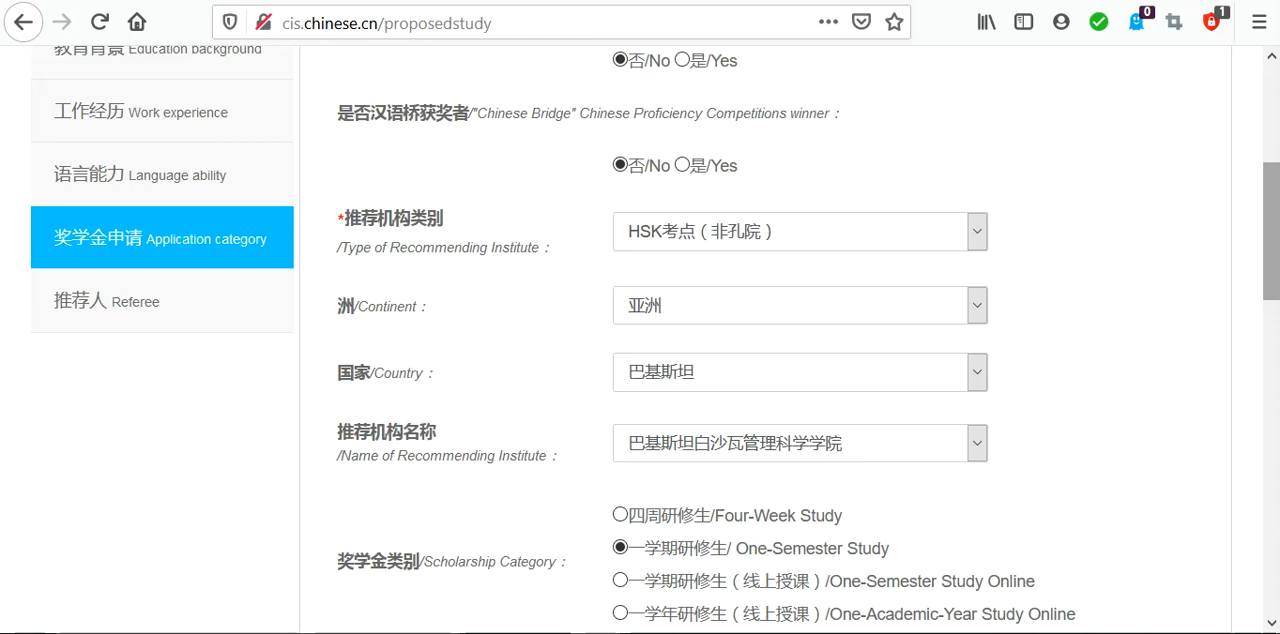 cis.chinese.cn/proposedstudy
0
1
教育背景 Education background
工作经历 Work experience
语言能力 Language ability
奖学金申请 Application category
推荐人 Referee
否/No 是/Yes
是否汉语桥获奖者/"Chinese Bridge" Chinese Proficiency Competitions winner：
否/No 是/Yes
*推荐机构类别
/Type of Recommending Institute：
HSK考点（非孔院）
洲/Continent：
亚洲
国家/Country：
巴基斯坦
推荐机构名称
/Name of Recommending Institute：
巴基斯坦白沙瓦管理科学学院
奖学金类别/Scholarship Category：
四周研修生/Four-Week Study
一学期研修生/ One-Semester Study
一学期研修生（线上授课）/One-Semester Study Online
一学年研修生（线上授课）/One-Academic-Year Study Online